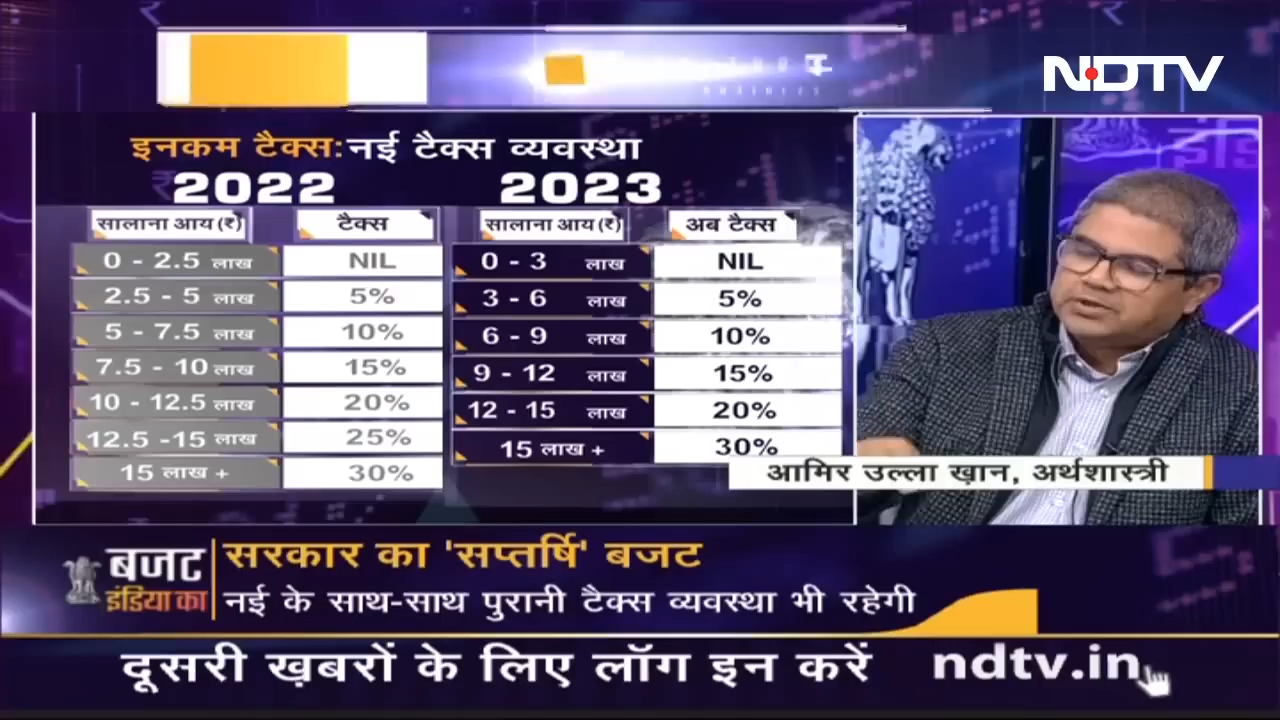 NDTV
इनकम टैक्स:नई टैक्स व्यवस्था
2022 2023
सालाना आय (₹) टैक्स सालाना आय (₹) अब टैक्स
0 - 2.5 लाख NIL 0 - 3 लाख NIL
2.5 - 5 लाख 5% 3 - 6 लाख 5%
5 - 7.5 लाख 10% 6 - 9 लाख 10%
7.5 - 10 लाख 15% 9 - 12 लाख 15%
10 - 12.5 लाख 20% 12 - 15 लाख 20%
12.5 -15 लाख 25% 15 लाख + 30%
15 लाख + 30%
आमिर उल्ला ख़ान, अर्थशास्त्री
बजट इंडिया का
सरकार का 'सप्तर्षि' बजट
नई के साथ-साथ पुरानी टैक्स व्यवस्था भी रहेगी
दूसरी ख़बरों के लिए लॉग इन करें ndtv.in